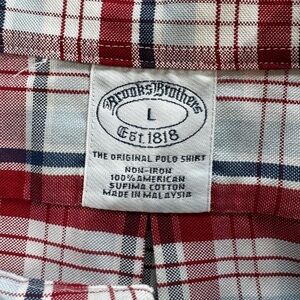 Brooks Brothers
L
Est. 1818
THE ORIGINAL POLO SHIRT
NON-IRON
100% AMERICAN
SUPIMA COTTON
MADE IN MALAYSIA